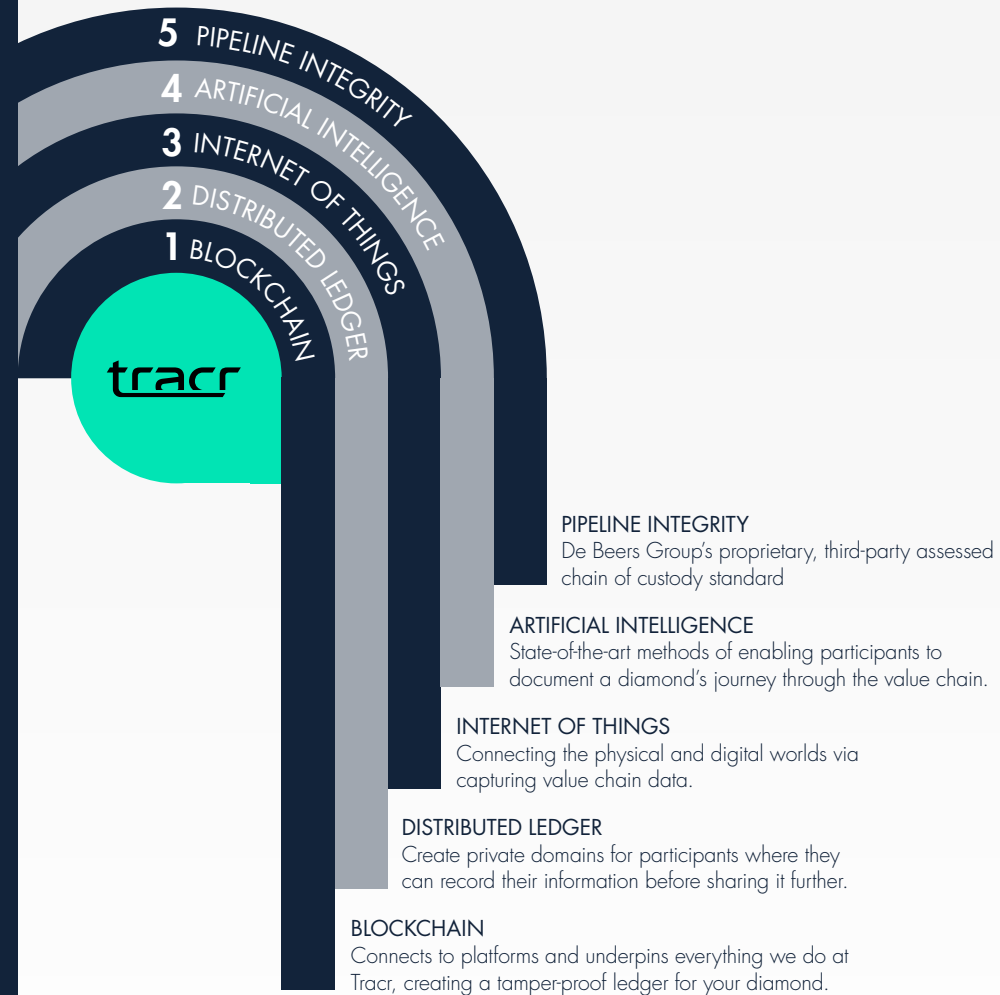 5 PIPELINE INTEGRITY
4 ARTIFICIAL INTELLIGENCE
3 INTERNET OF THINGS
2 DISTRIBUTED LEDGER
1 BLOCKCHAIN
tracr
PIPELINE INTEGRITY
De Beers Group's proprietary, third-party assessed
chain of custody standard
ARTIFICIAL INTELLIGENCE
State-of-the-art methods of enabling participants to
document a diamond's journey through the value chain.
INTERNET OF THINGS
Connecting the physical and digital worlds via
capturing value chain data.
DISTRIBUTED LEDGER
Create private domains for participants where they
can record their information before sharing it further.
BLOCKCHAIN
Connects to platforms and underpins everything we do at
Tracr, creating a tamper-proof ledger for your diamond.